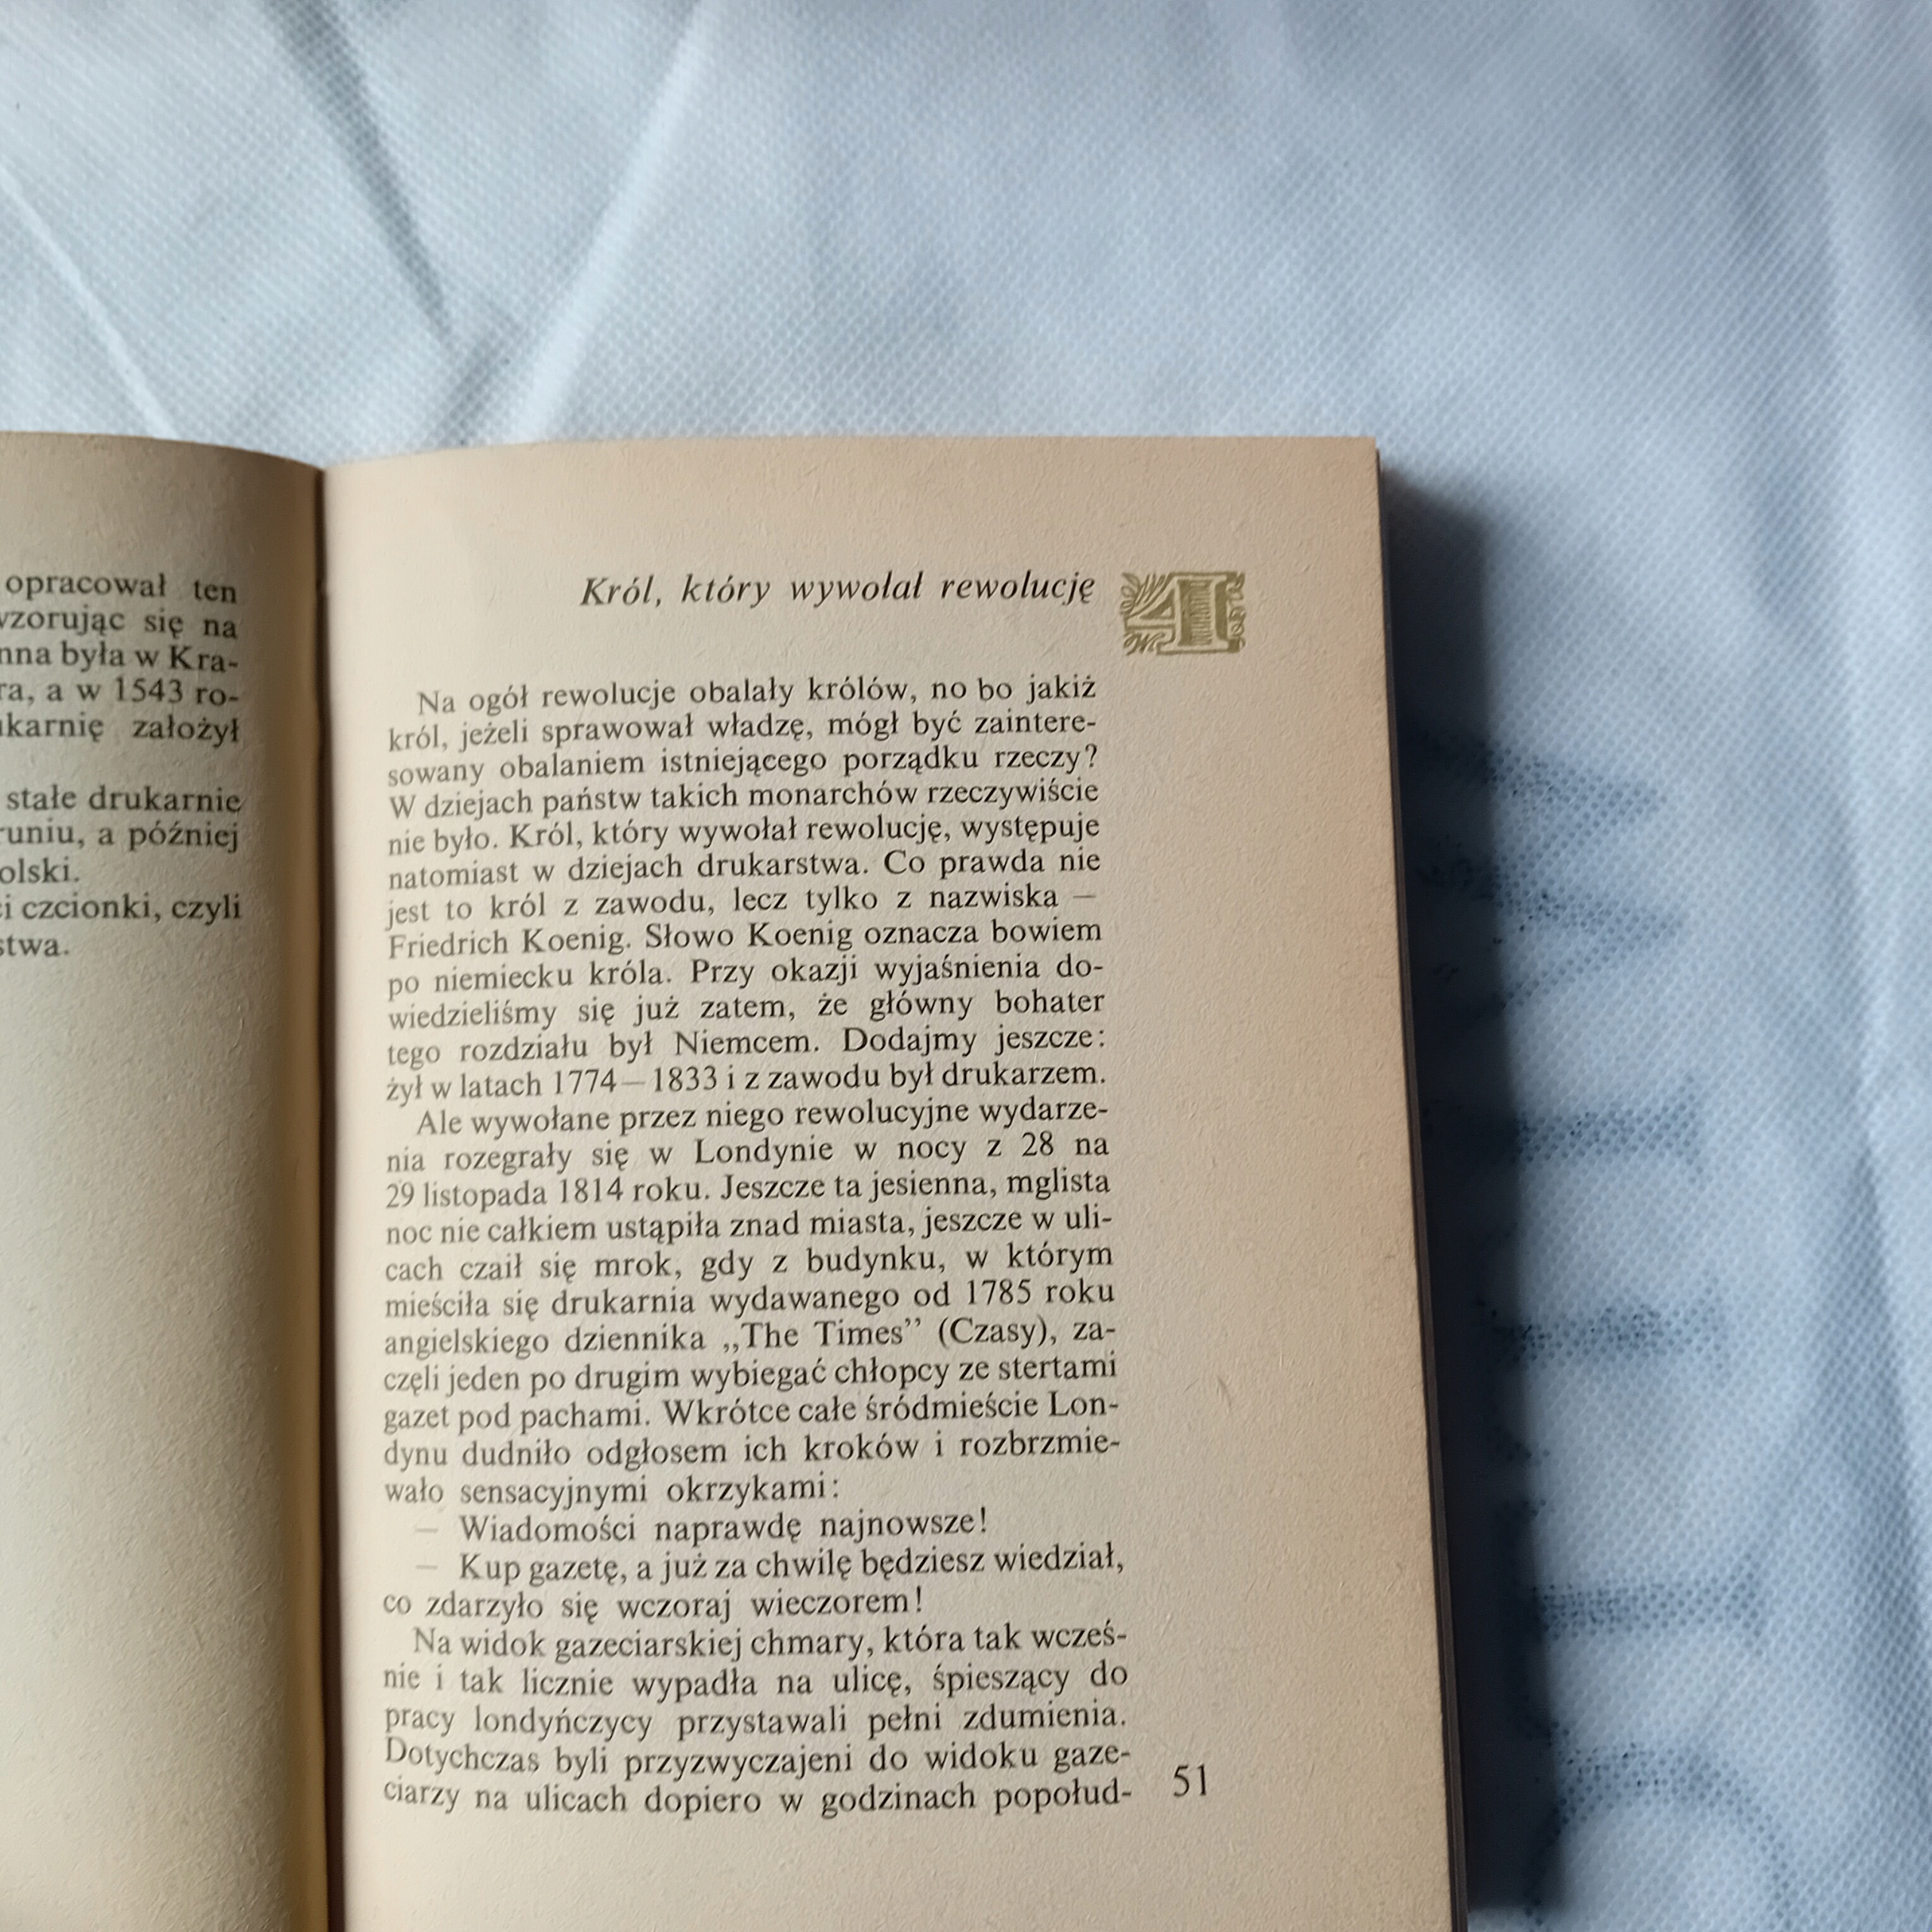 opracował ten
wzorując się na
była w Kra-
a w 1543 ro-
założył
stałe drukarnie
a później
czcionki, czyli
Król, który wywołał rewolucję
4
Na ogół rewolucje obalały królów, no bo jakiż
król, jeżeli sprawował władzę, mógł być zaintere-
sowany obalaniem istniejącego porządku rzeczy?
W dziejach państw takich monarchów rzeczywiście
nie było. Król, który wywołał rewolucję, występuje
natomiast w dziejach drukarstwa. Co prawda nie
jest to król z zawodu, lecz tylko z nazwiska —
Friedrich Koenig. Słowo Koenig oznacza bowiem
po niemiecku króla. Przy okazji wyjaśnienia do-
wiedzieliśmy się już zatem, że główny bohater
tego rozdziału był Niemcem. Dodajmy jeszcze:
żył w latach 1774—1833 i z zawodu był drukarzem.
Ale wywołane przez niego rewolucyjne wydarze-
nia rozegrały się w Londynie w nocy z 28 na
29 listopada 1814 roku. Jeszcze ta jesienna, mglista
noc nie całkiem ustąpiła znad miasta, jeszcze w uli-
cach czaił się mrok, gdy z budynku, w którym
mieściła się drukarnia wydawanego od 1785 roku
angielskiego dziennika „The Times” (Czasy), za-
częli jeden po drugim wybiegać chłopcy ze stertami
gazet pod pachami. Wkrótce całe śródmieście Lon-
dynu dudniło odgłosem ich kroków i rozbrzmie-
wało sensacyjnymi okrzykami:
— Wiadomości naprawdę najnowsze!
— Kup gazetę, a już za chwilę będziesz wiedział,
co zdarzyło się wczoraj wieczorem!
Na widok gazeciarskiej chmary, która tak wcześ-
nie i tak licznie wypadła na ulicę, śpieszący do
pracy londyńczycy przystawali pełni zdumienia.
Dotychczas byli przyzwyczajeni do widoku gaze-
ciarzy na ulicach dopiero w godzinach popołud-
51